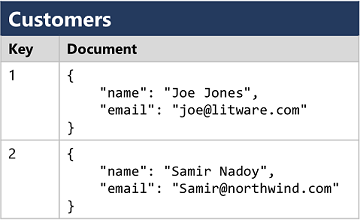 Customers
Key Document
1 {
"name": "Joe Jones",
"email": "joe@litware.com"
}
2 {
"name": "Samir Nadoy",
"email": "Samir@northwind.com"
}